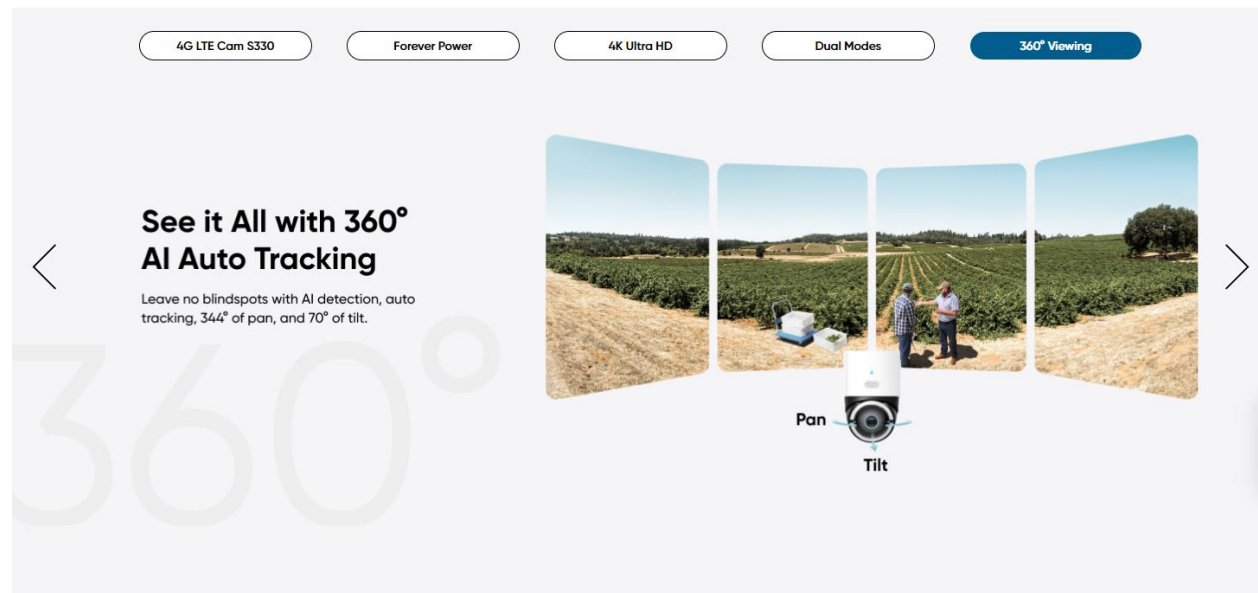 4G LTE Cam S330
Forever Power
4K Ultra HD
Dual Modes
360° Viewing
See it All with 360°
AI Auto Tracking
Leave no blindspots with AI detection, auto
tracking, 344° of pan, and 70° of tilt.
360°
Pan
Tilt